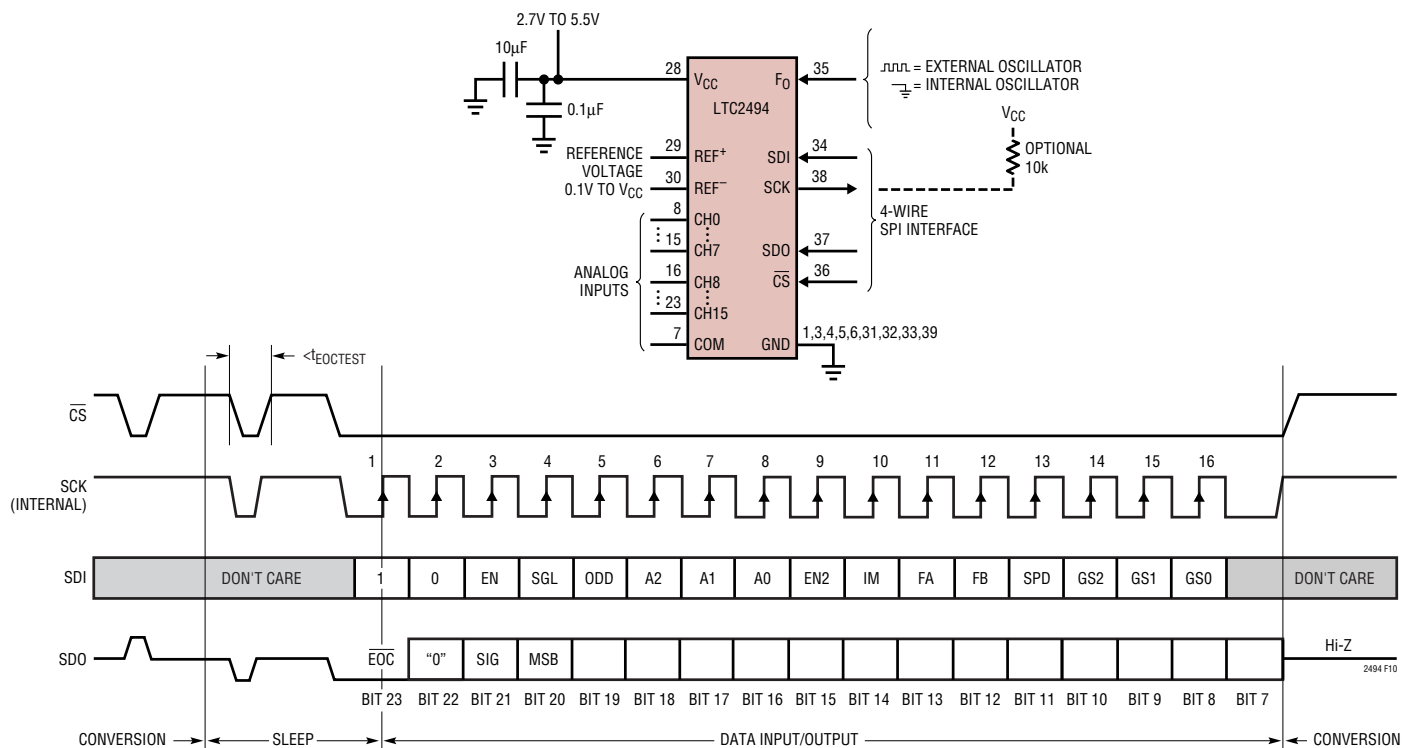 2.7V TO 5.5V
10µF
0.1µF
28
VCC
LTC2494
FO
35
= EXTERNAL OSCILLATOR
= INTERNAL OSCILLATOR
VCC
OPTIONAL
10k
REFERENCE
VOLTAGE
0.1V TO VCC
29
REF+
30
REF–
SDI
34
SCK
38
4-WIRE
SPI INTERFACE
SDO
37
CS
36
ANALOG
INPUTS
8
CH0
15
CH7
16
CH8
23
CH15
7
COM
GND
1,3,4,5,6,31,32,33,39
<tEOCTEST
CS
SCK
(INTERNAL)
1 2 3 4 5 6 7 8 9 10 11 12 13 14 15 16
SDI DON'T CARE 1 0 EN SGL ODD A2 A1 A0 EN2 IM FA FB SPD GS2 GS1 GS0 DON'T CARE
SDO EOC "0" SIG MSB Hi-Z
2494 F10
BIT 23 BIT 22 BIT 21 BIT 20 BIT 19 BIT 18 BIT 17 BIT 16 BIT 15 BIT 14 BIT 13 BIT 12 BIT 11 BIT 10 BIT 9 BIT 8 BIT 7
CONVERSION SLEEP DATA INPUT/OUTPUT CONVERSION